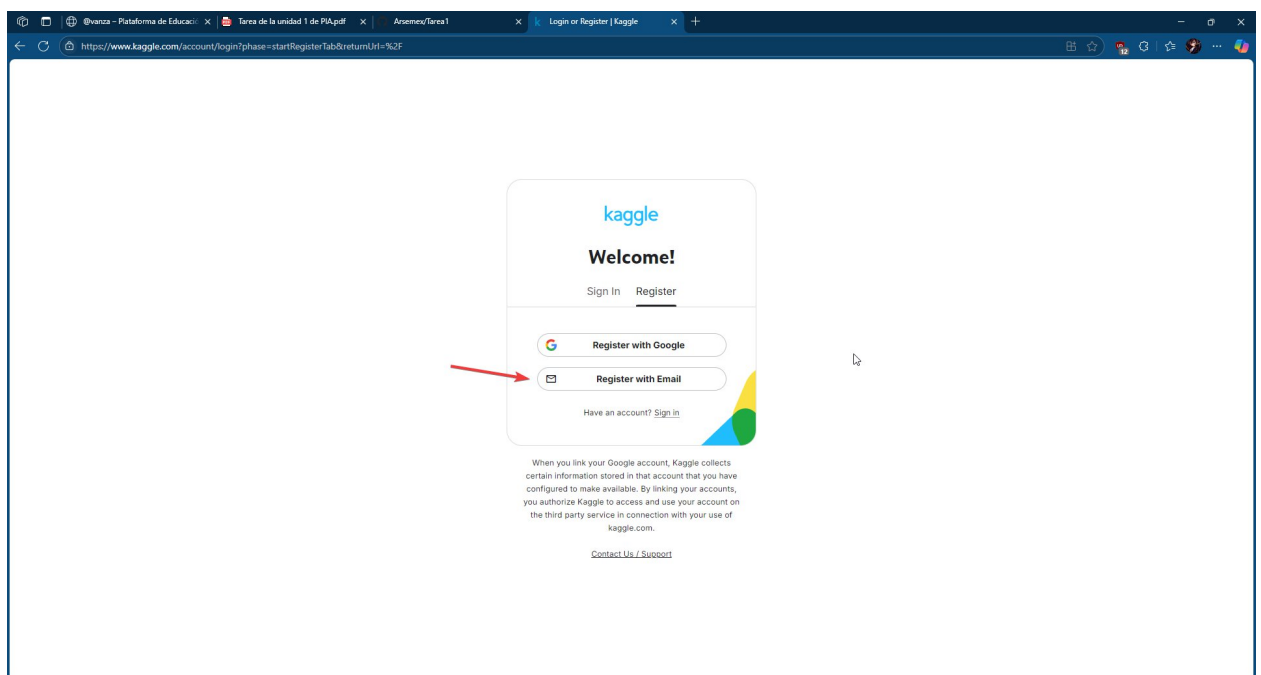 @vanza – Plataforma de Educació
Tarea de la unidad 1 de PIA.pdf
Arsemex/Tarea1
Login or Register | Kaggle
https://www.kaggle.com/account/login?phase=startRegisterTab&returnUrl=%2F
12
kaggle
Welcome!
Sign In Register
Register with Google
Register with Email
Have an account? Sign in
When you link your Google account, Kaggle collects
certain information stored in that account that you have
configured to make available. By linking your accounts,
you authorize Kaggle to access and use your account on
the third party service in connection with your use of
kaggle.com.
Contact Us / Support